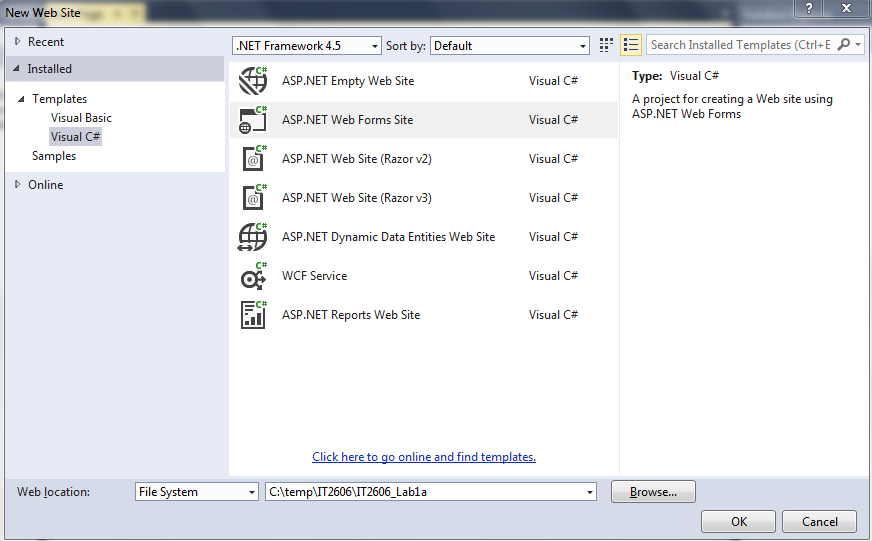 New Web Site
?
x
Recent
Installed
Templates
Visual Basic
Visual C#
Samples
Online
.NET Framework 4.5
Sort by:
Default
Search Installed Templates (Ctrl+E
C# ASP.NET Empty Web Site Visual C#
C# ASP.NET Web Forms Site Visual C#
C# @ ASP.NET Web Site (Razor v2) Visual C#
C# @ ASP.NET Web Site (Razor v3) Visual C#
C# ASP.NET Dynamic Data Entities Web Site Visual C#
C# WCF Service Visual C#
C# ASP.NET Reports Web Site Visual C#
Click here to go online and find templates.
Type: Visual C#
A project for creating a Web site using
ASP.NET Web Forms
Web location:
File System
C:\temp\IT2606\IT2606_Lab1a
Browse...
OK
Cancel